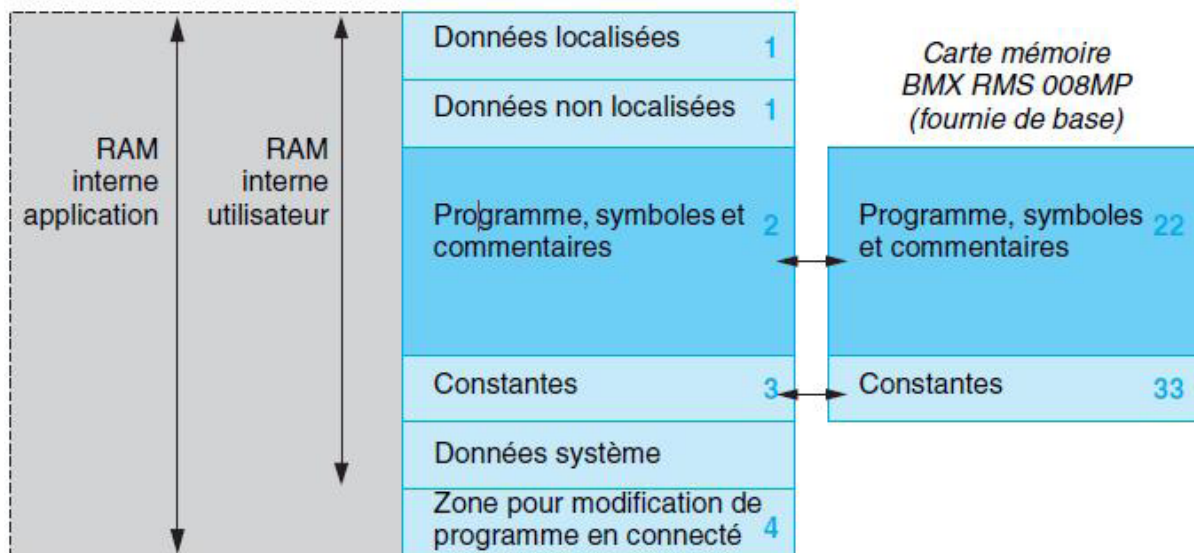 RAM
interne
application
RAM
interne
utilisateur
Données localisées 1
Données non localisées 1
Programme, symboles et 2
commentaires
Constantes 3
Données système
Zone pour modification de
programme en connecté 4
Carte mémoire
BMX RMS 008MP
(fournie de base)
Programme, symboles 22
et commentaires
Constantes 33